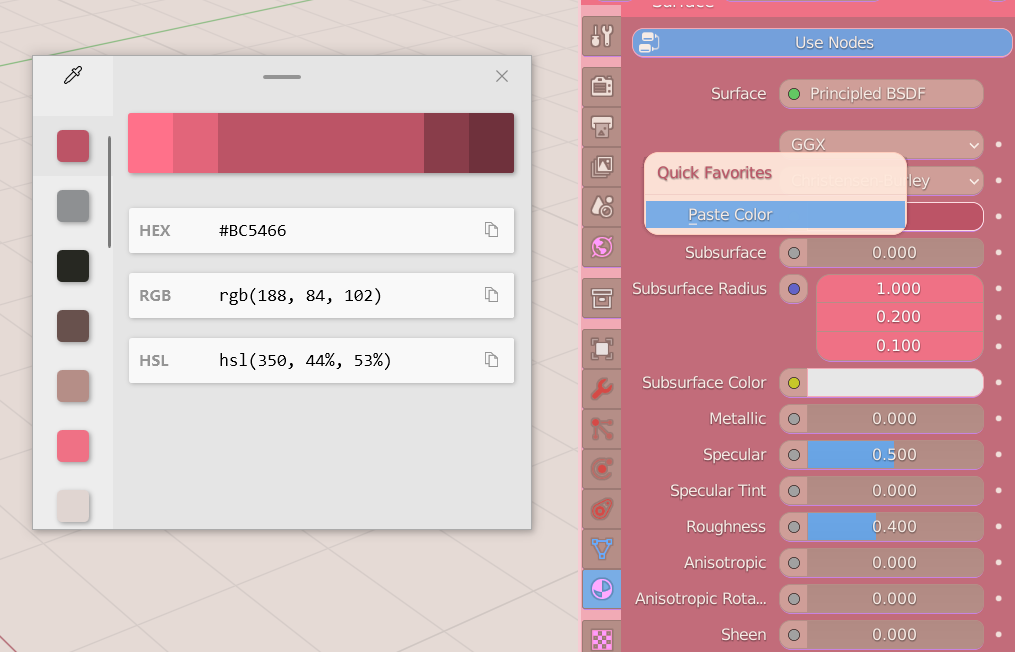 HEX #BC5466
RGB rgb(188, 84, 102)
HSL hsl(350, 44%, 53%)
Surface
Use Nodes
Surface Principled BSDF
GGX
Quick Favorites
Paste Color
Subsurface 0.000
Subsurface Radius 1.000
0.200
0.100
Subsurface Color
Metallic 0.000
Specular 0.500
Specular Tint 0.000
Roughness 0.400
Anisotropic 0.000
Anisotropic Rota... 0.000
Sheen 0.000